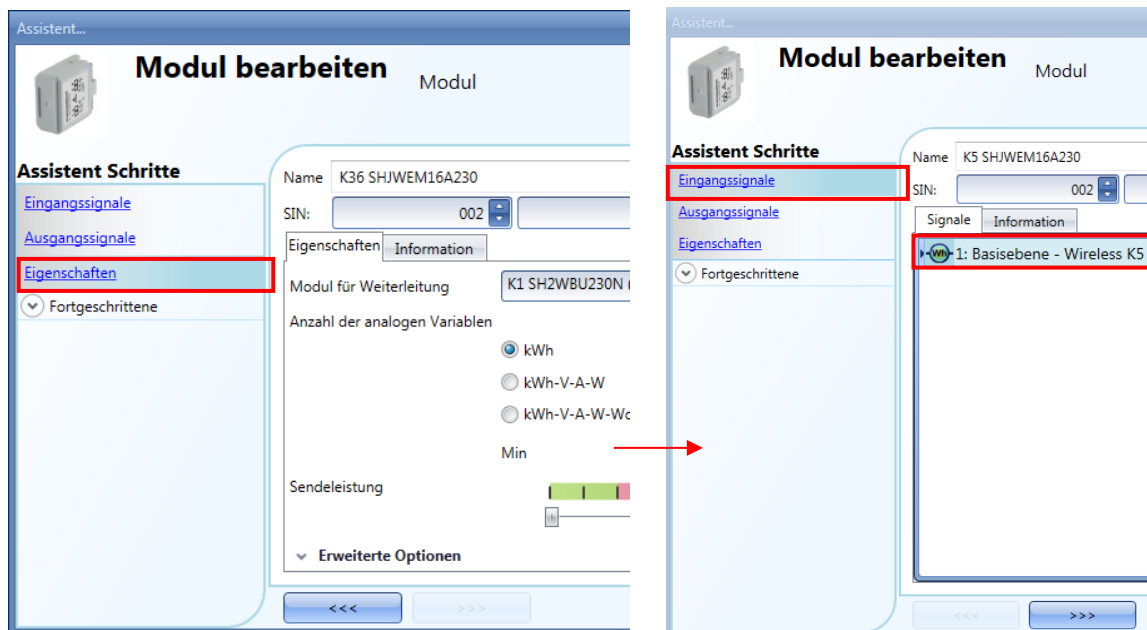 Assistent...
Modul bearbeiten Modul
Assistent Schritte
Eingangssignale
Ausgangssignale
Eigenschaften
Fortgeschrittene
Name K36 SHJWEM16A230
SIN: 002
Eigenschaften Information
Modul für Weiterleitung K1 SH2WBU230N
Anzahl der analogen Variablen
kWh
kWh-V-A-W
kWh-V-A-W-Wc
Min
Sendeleistung
Erweiterte Optionen
<<< >>>
Assistent...
Modul bearbeiten Modul
Assistent Schritte
Eingangssignale
Ausgangssignale
Eigenschaften
Fortgeschrittene
Name K5 SHJWEM16A230
SIN: 002
Signale Information
Wh 1: Basisebene - Wireless K5
<<< >>>